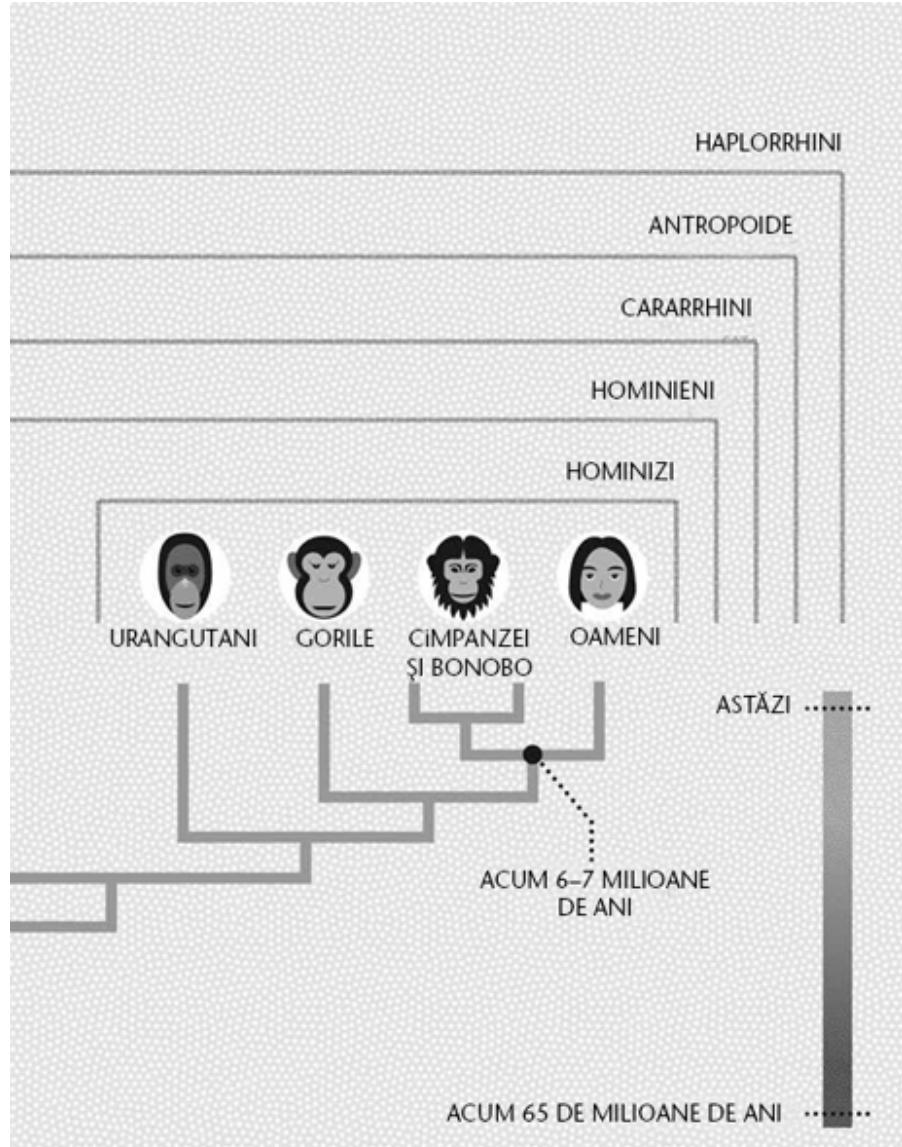 HAPLORRHINI
ANTROPOIDE
CARARRHINI
HOMINIENI
HOMINIZI
URANGUTANI
GORILE
CiMPANZEI
ȘI BONOBO
OAMENI
ASTĂZI
ACUM 6–7 MILIOANE
DE ANI
ACUM 65 DE MILIOANE DE ANI